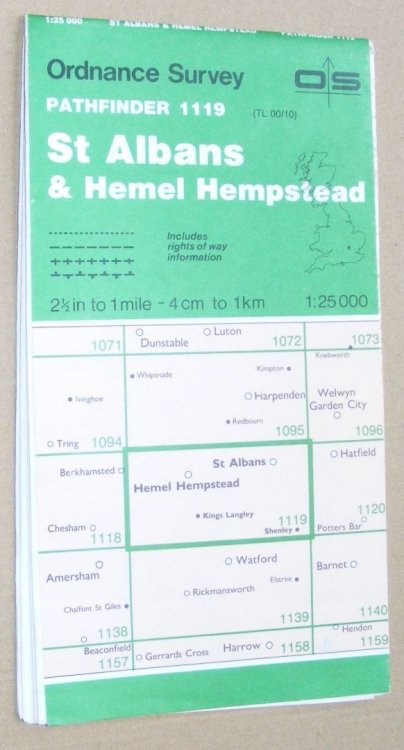 1:25 000 ST ALBANS & HEMEL HEMPSTEAD PATHFINDER 1119
Ordnance Survey
OS
PATHFINDER 1119 (TL 00/10)
St Albans
& Hemel Hempstead
Includes
rights of way
information
2½ in to 1 mile – 4 cm to 1km 1:25 000
1071 Dunstable Luton 1072 1073
Knebworth
Whipsnade Kimpton
Ivinghoe Harpenden Welwyn
Garden City
Redbourn
Tring 1094 1095 1096
Berkhamsted St Albans Hatfield
Hemel Hempstead
Kings Langley 1119 1120
Chesham 1118 Shenley Potters Bar
Amersham Watford Barnet
Elstree
Rickmansworth
Chalfont St Giles
1138 1139 1140
Beaconfield Hendon
1157 Gerrards Cross Harrow 1158 1159